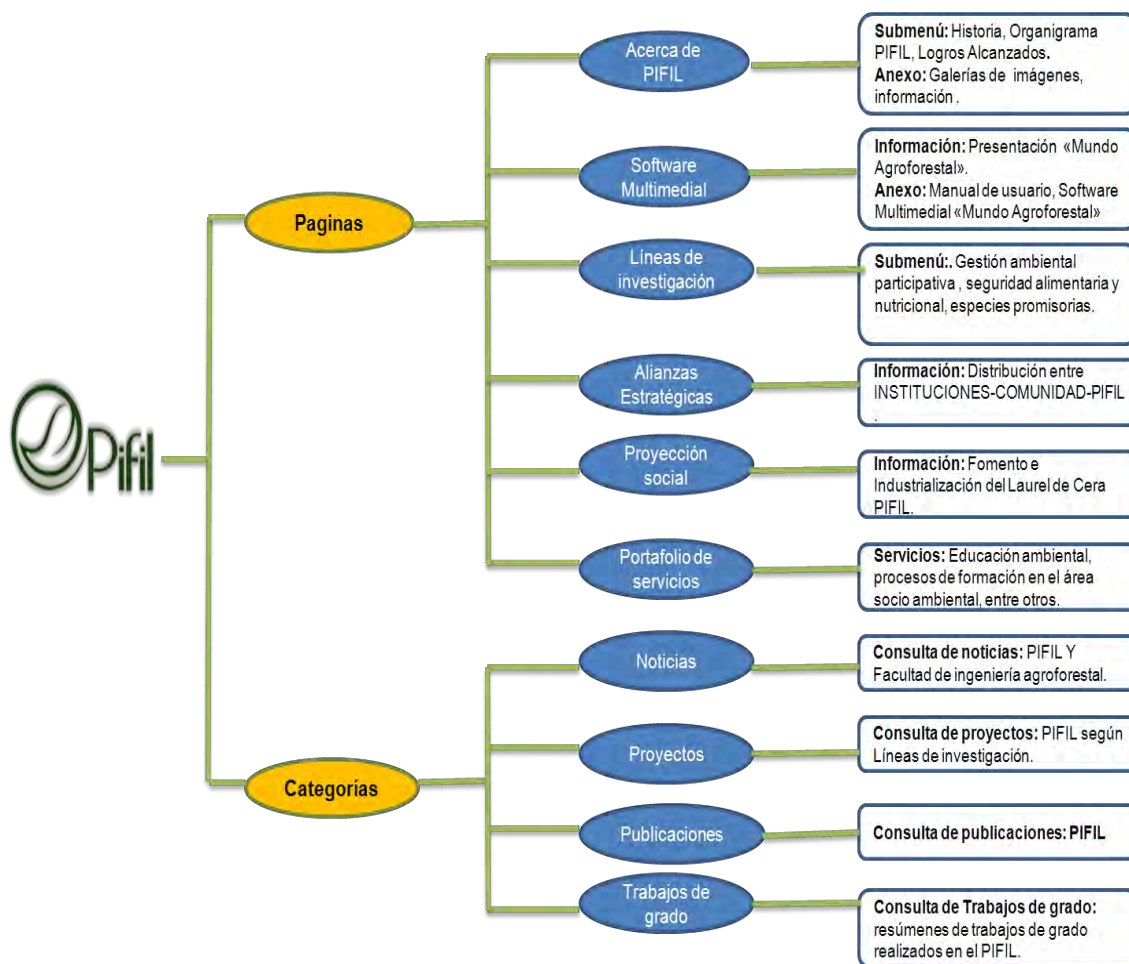 Pifil
Paginas
Acerca de
PIFIL
Submenú: Historia, Organigrama
PIFIL, Logros Alcanzados.
Anexo: Galerías de imágenes,
información .
Software
Multimedial
Información: Presentación «Mundo
Agroforestal».
Anexo: Manual de usuario, Software
Multimedial «Mundo Agroforestal»
Líneas de
investigación
Submenú:. Gestión ambiental
participativa , seguridad alimentaria y
nutricional, especies promisorias.
Alianzas
Estratégicas
Información: Distribución entre
INSTITUCIONES-COMUNIDAD-PIFIL
.
Proyección
social
Información: Fomento e
Industrialización del Laurel de Cera
PIFIL.
Portafolio de
servicios
Servicios: Educación ambiental,
procesos de formación en el área
socio ambiental, entre otros.
Categorías
Noticias
Consulta de noticias: PIFIL Y
Facultad de ingeniería agroforestal.
Proyectos
Consulta de proyectos: PIFIL según
Líneas de investigación.
Publicaciones
Consulta de publicaciones: PIFIL
Trabajos de
grado
Consulta de Trabajos de grado:
resúmenes de trabajos de grado
realizados en el PIFIL.